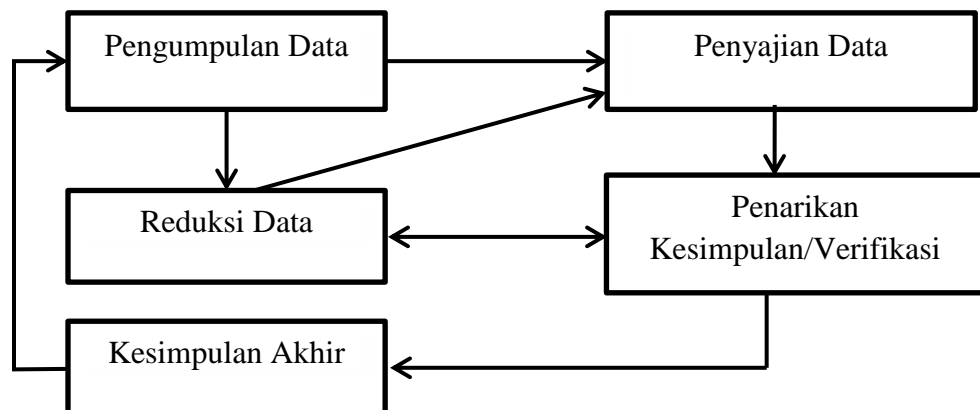 Pengumpulan Data
Penyajian Data
Reduksi Data
Penarikan
Kesimpulan/Verifikasi
Kesimpulan Akhir